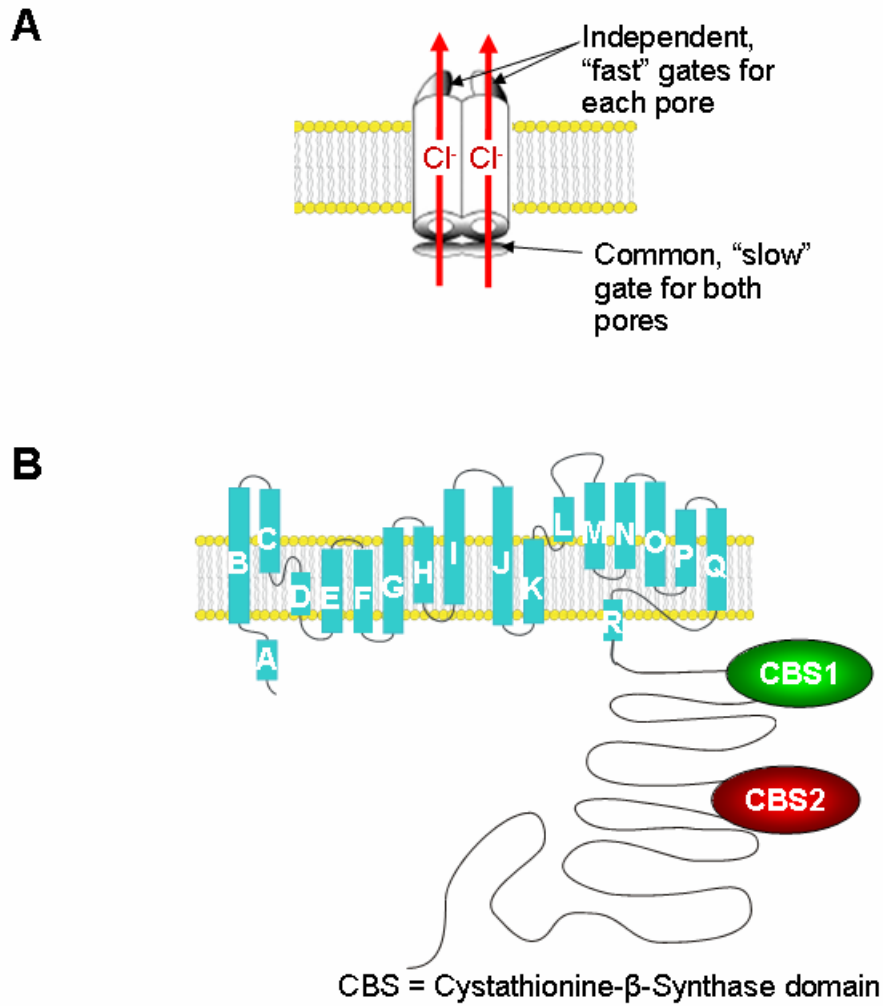 A
Independent,
“fast” gates for
each pore
Cl- Cl-
Common, “slow”
gate for both
pores
B
B C D E F G H I J K L M N O P Q
R
A
CBS1
CBS2
CBS = Cystathionine-β-Synthase domain